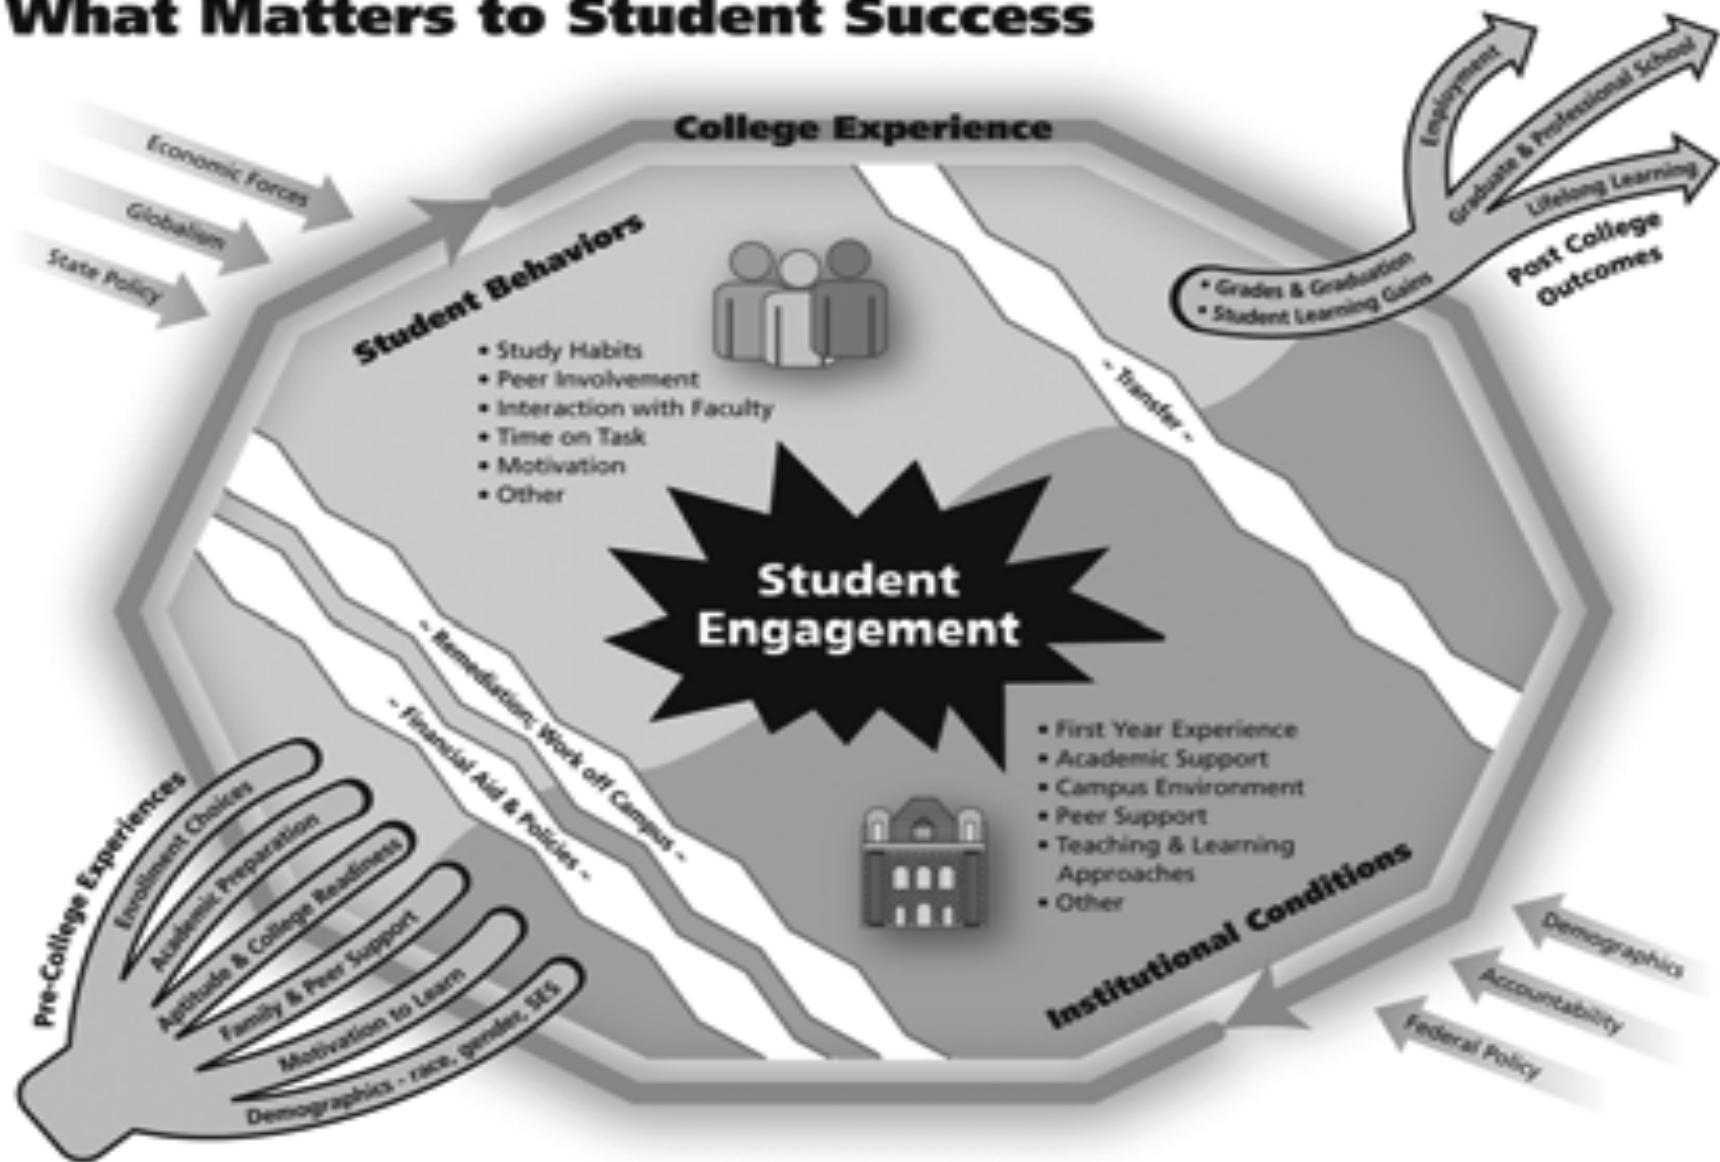 What Matters to Student Success
College Experience
Economic Forces
Globalism
State Policy
Employment
Graduate & Professional School
Lifelong Learning
Post College
Outcomes
• Grades & Graduation
• Student Learning Gains
Student Behaviors
• Study Habits
• Peer Involvement
• Interaction with Faculty
• Time on Task
• Motivation
• Other
– Transfer –
Student
Engagement
– Remediation; Work off Campus –
– Financial Aid & Policies –
• First Year Experience
• Academic Support
• Campus Environment
• Peer Support
• Teaching & Learning
Approaches
• Other
Institutional Conditions
Pre-College Experiences
Enrollment Choices
Academic Preparation
Aptitude & College Readiness
Family & Peer Support
Motivation to Learn
Demographics - race, gender, SES
Demographics
Accountability
Federal Policy